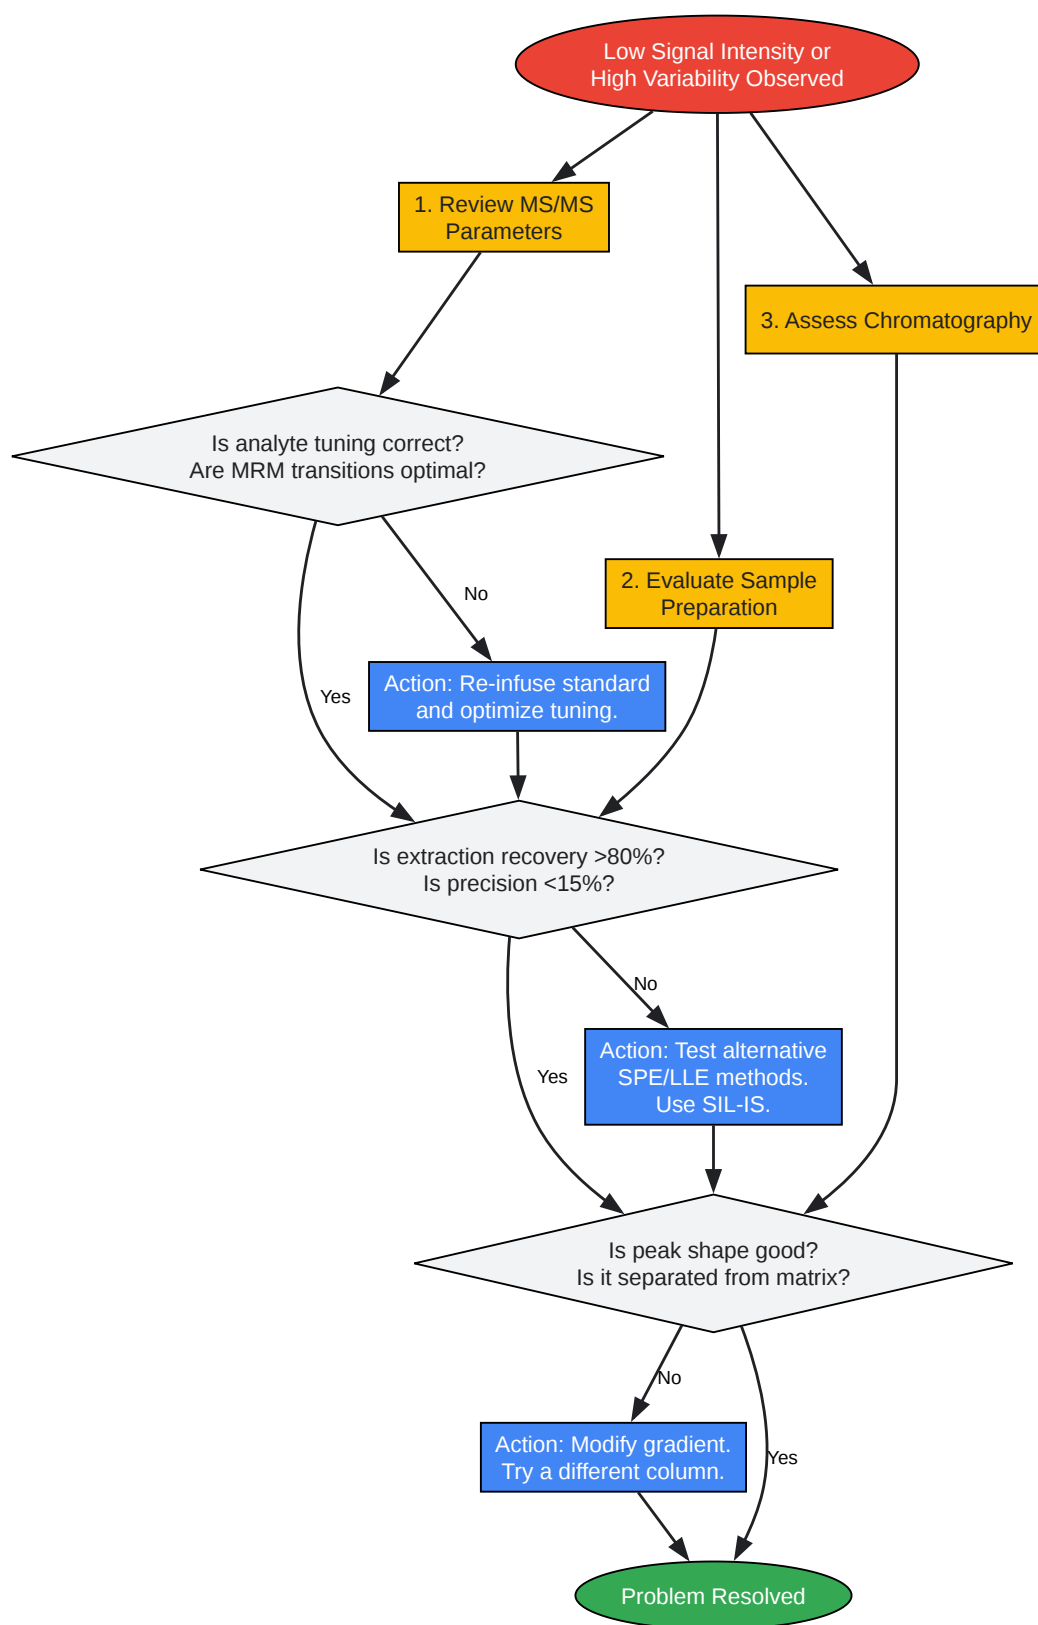 Low Signal Intensity or
High Variability Observed
1. Review MS/MS
Parameters
3. Assess Chromatography
Is analyte tuning correct?
Are MRM transitions optimal?
2. Evaluate Sample
Preparation
No
Yes
Action: Re-infuse standard
and optimize tuning.
Is extraction recovery >80%?
Is precision <15%?
No
Yes
Action: Test alternative
SPE/LLE methods.
Use SIL-IS.
Is peak shape good?
Is it separated from matrix?
No
Action: Modify gradient.
Try a different column.
Yes
Problem Resolved